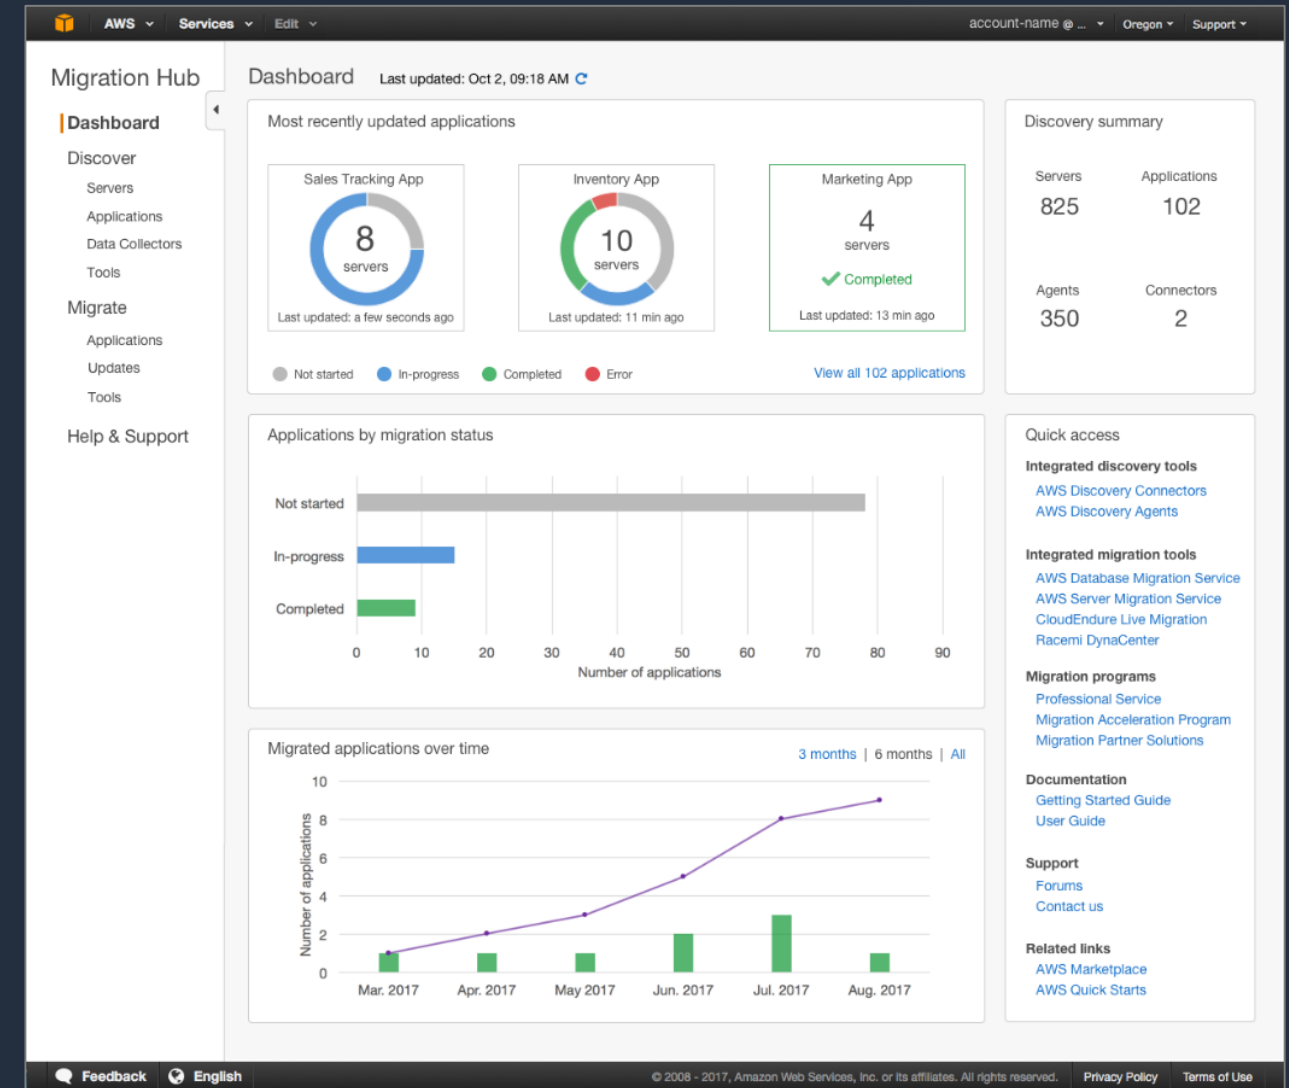 AWS Services Edit account-name @ ... Oregon Support
Migration Hub
Dashboard
Discover
Servers
Applications
Data Collectors
Tools
Migrate
Applications
Updates
Tools
Help & Support
Dashboard Last updated: Oct 2, 09:18 AM
Most recently updated applications
Sales Tracking App
8
servers
Last updated: a few seconds ago
Inventory App
10
servers
Last updated: 11 min ago
Marketing App
4
servers
Completed
Last updated: 13 min ago
Not started In-progress Completed Error
View all 102 applications
Discovery summary
Servers Applications
825 102
Agents Connectors
350 2
Applications by migration status
Not started
In-progress
Completed
0 10 20 30 40 50 60 70 80 90
Number of applications
Migrated applications over time
3 months | 6 months | All
Number of applications
10
8
6
4
2
0
Mar. 2017 Apr. 2017 May 2017 Jun. 2017 Jul. 2017 Aug. 2017
Quick access
Integrated discovery tools
AWS Discovery Connectors
AWS Discovery Agents
Integrated migration tools
AWS Database Migration Service
AWS Server Migration Service
CloudEndure Live Migration
Racemi DynaCenter
Migration programs
Professional Service
Migration Acceleration Program
Migration Partner Solutions
Documentation
Getting Started Guide
User Guide
Support
Forums
Contact us
Related links
AWS Marketplace
AWS Quick Starts
Feedback English © 2008 - 2017, Amazon Web Services, Inc. or its affiliates. All rights reserved. Privacy Policy Terms of Use